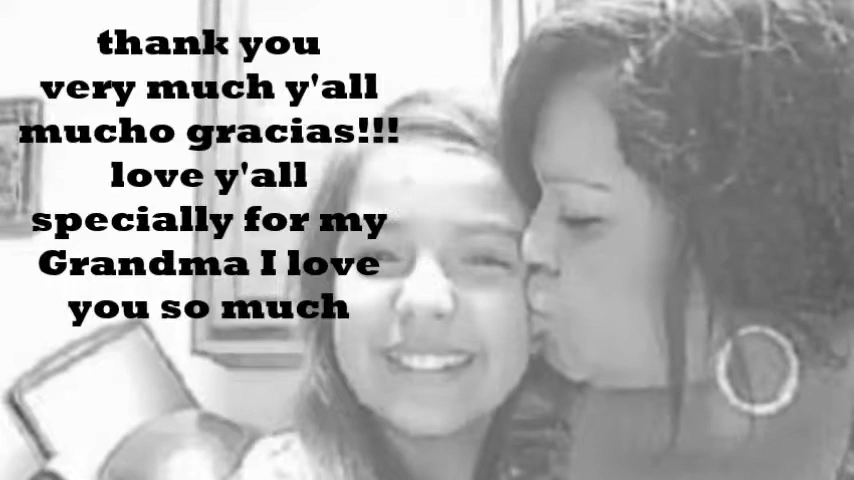 thank you
very much y'all
mucho gracias!!!
love y'all
specially for my
Grandma I love
you so much